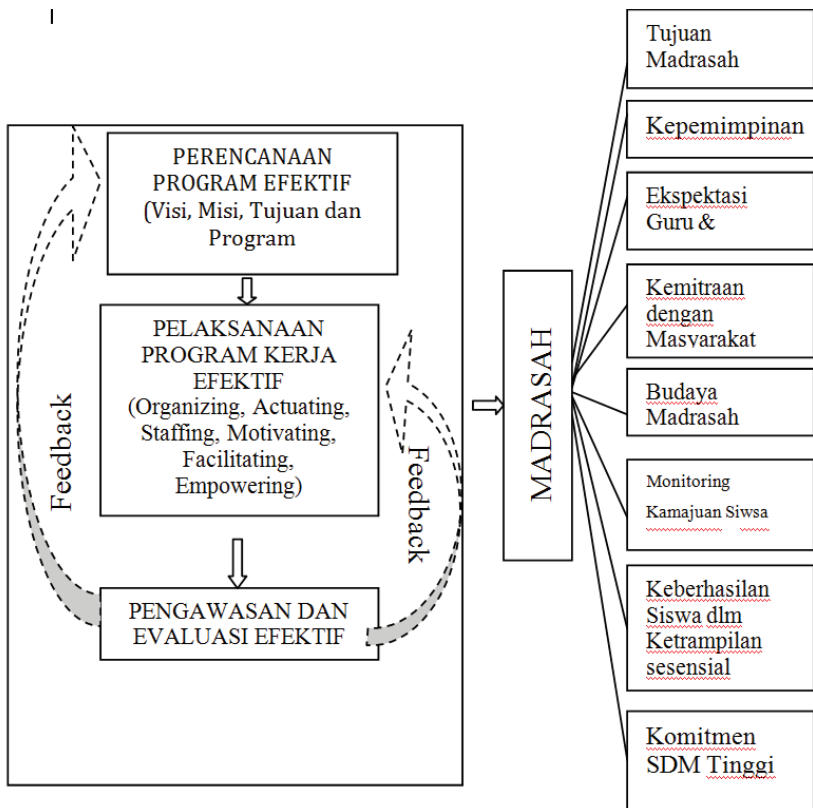 PERENCANAAN
PROGRAM EFEKTIF
(Visi, Misi, Tujuan dan
Program
PELAKSANAAN
PROGRAM KERJA
EFEKTIF
(Organizing, Actuating,
Staffing, Motivating,
Facilitating,
Empowering)
PENGAWASAN DAN
EVALUASI EFEKTIF
Feedback
Feedback
MADRASAH
Tujuan
Madrasah
Kepemimpinan
Ekspektasi
Guru &
Kemitraan
dengan
Masyarakat
Budaya
Madrasah
Monitoring
Kamajuan Siwsa
Keberhasilan
Siswa dlm
Ketrampilan
sesensial
Komitmen
SDM Tinggi